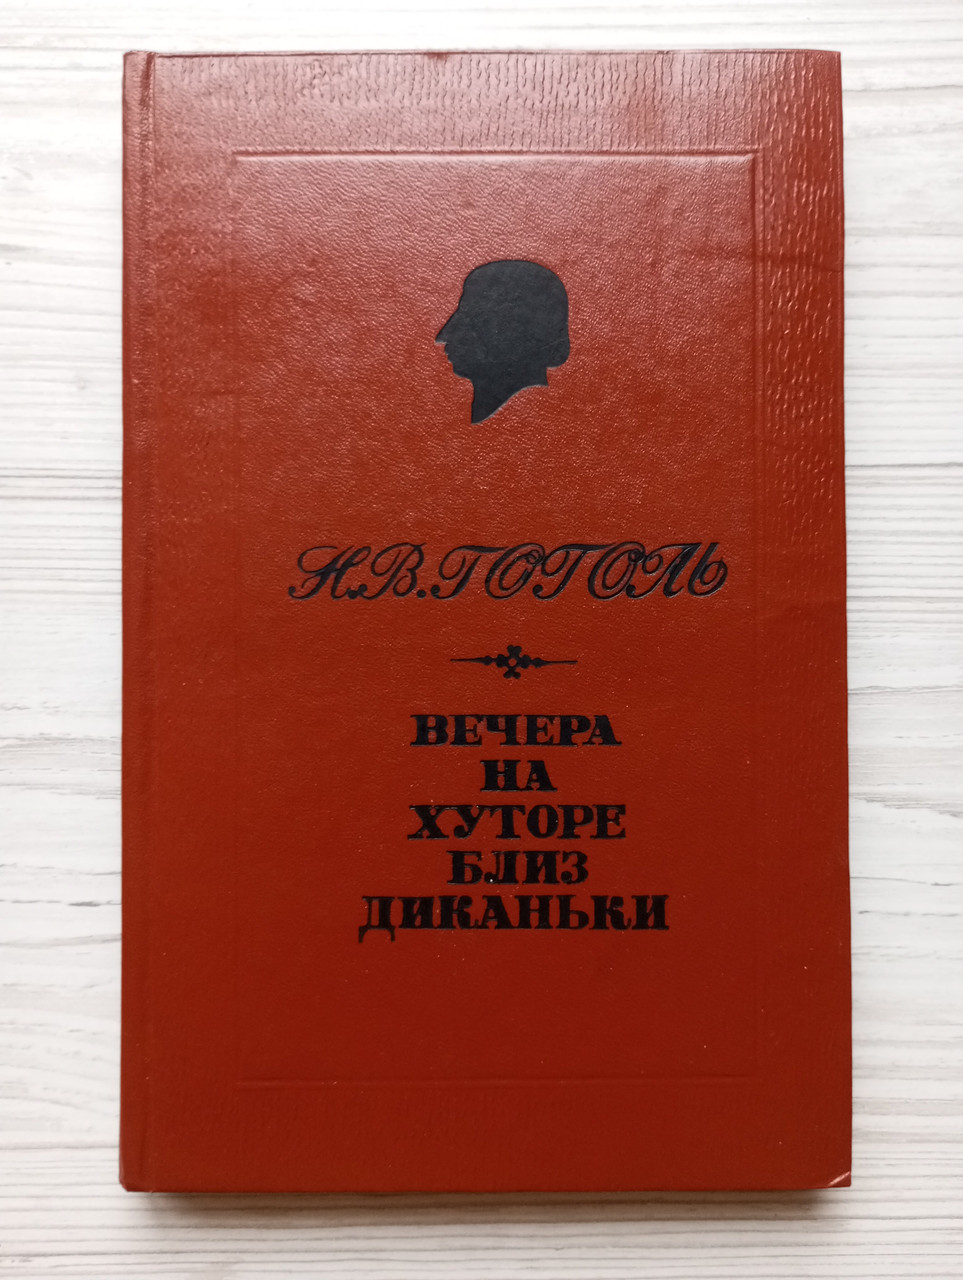 Н.В.ГОГОЛЬ
ВЕЧЕРА
НА
ХУТОРЕ
БЛИЗ
ДИКАНЬКИ